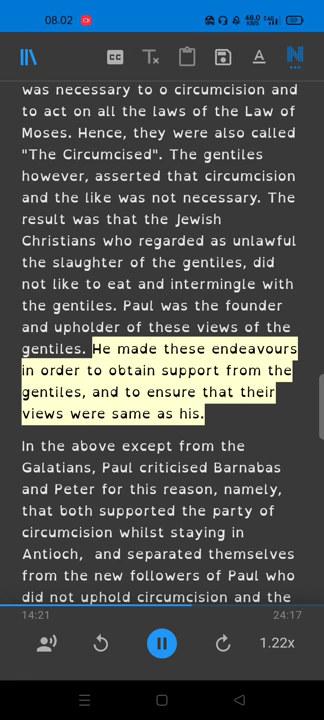 08.02
48.0
CC
T
A
N
was necessary to o circumcision and
to act on all the laws of the Law of
Moses. Hence, they were also called
"The Circumcised". The gentiles
however, asserted that circumcision
and the like was not necessary. The
result was that the Jewish
Christians who regarded as unlawful
the slaughter of the gentiles, did
not like to eat and intermingle with
the gentiles. Paul was the founder
and upholder of these views of the
gentiles. He made these endeavours
in order to obtain support from the
gentiles, and to ensure that their
views were same as his.
In the above except from the
Galatians, Paul criticised Barnabas
and Peter for this reason, namely,
that both supported the party of
circumcision whilst staying in
Antioch, and separated themselves
from the new followers of Paul who
did not uphold circumcision and the
14:21 24:17
1.22x